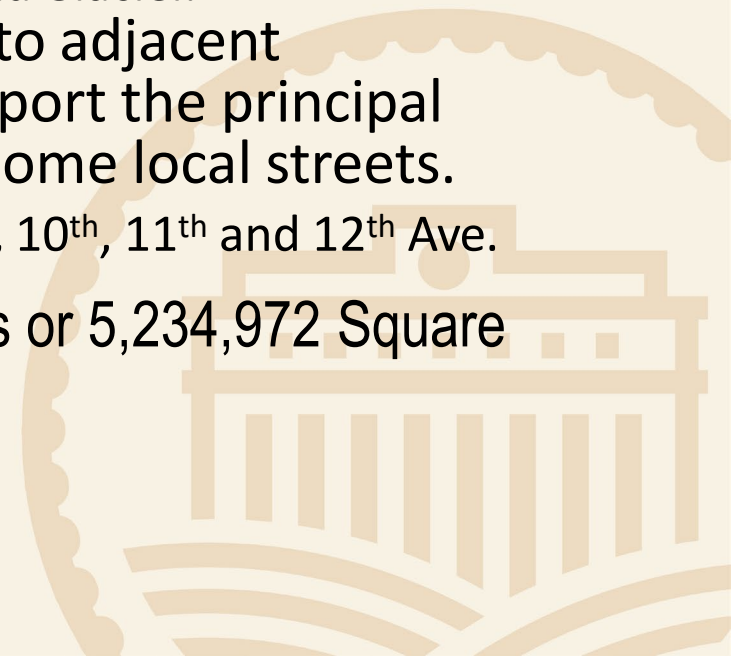 to adjacent
port the principal
ome local streets.
, 10th, 11th and 12th Ave.
s or 5,234,972 Square